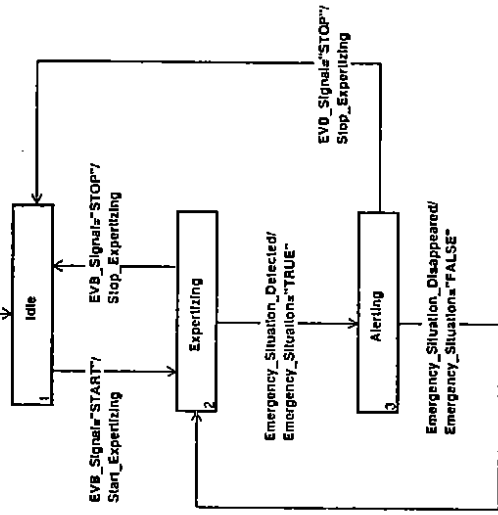 Idle
1
EVB_Signal="START"/
Start_Expertizing
EVB_Signal="STOP"/
Stop_Expertizing
Expertizing
2
EVB_Signal="STOP"/
Stop_Expertizing
Emergency_Situation_Detected/
Emergency_Situation="TRUE"
Alerting
3
Emergency_Situation_Disappeared/
Emergency_Situation="FALSE"